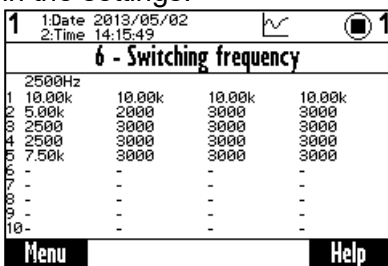 in the settings.
1 1:Date 2013/05/02 1
2:Time 14:15:49
6 - Switching frequency
2500Hz
1 10.00k 10.00k 10.00k 10.00k
2 5.00k 2000 3000 3000
3 2500 3000 3000 3000
4 2500 3000 3000 3000
5 7.50k 3000 3000 3000
6 - - - -
7 - - - -
8 - - - -
9 - - - -
10- - - -
Menu Help